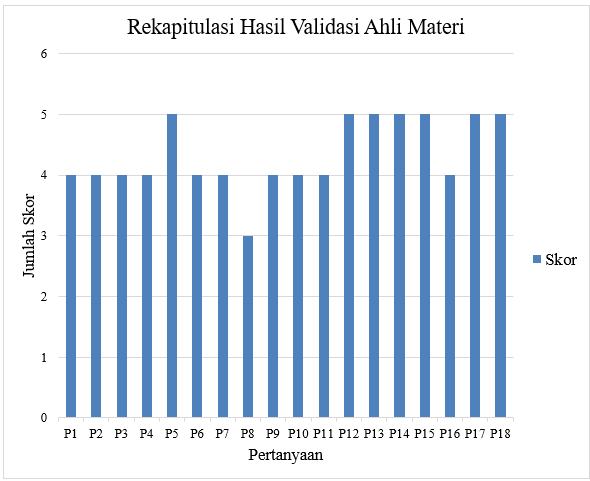 Rekapitulasi Hasil Validasi Ahli Materi
6
5
4
3
2
1
0
Jumlah Skor
P1 P2 P3 P4 P5 P6 P7 P8 P9 P10 P11 P12 P13 P14 P15 P16 P17 P18
Pertanyaan
Skor